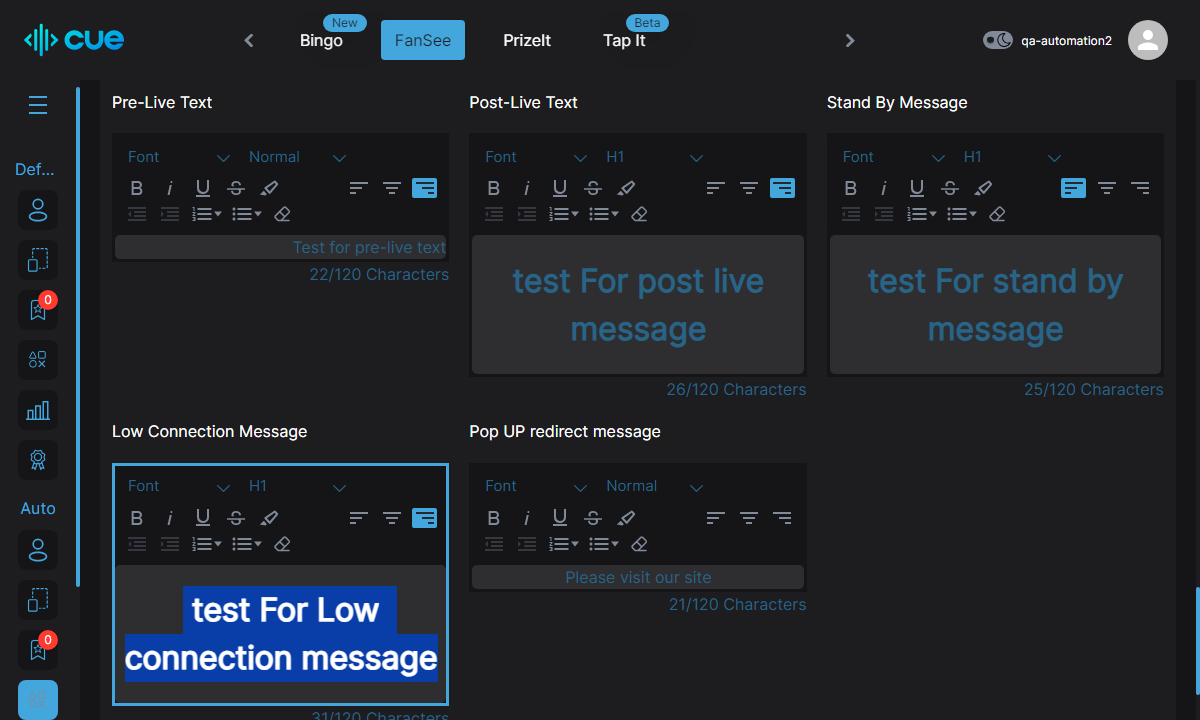 cue
New
Beta
Bingo
FanSee
PrizeIt
Tap It
qa-automation2
Def...
0
Auto
0
Pre-Live Text
Font
Normal
Test for pre-live text
22/120 Characters
Post-Live Text
Font
H1
test For post live
message
26/120 Characters
Stand By Message
Font
H1
test For stand by
message
25/120 Characters
Low Connection Message
Font
H1
test For Low
connection message
31/120 Characters
Pop UP redirect message
Font
Normal
Please visit our site
21/120 Characters